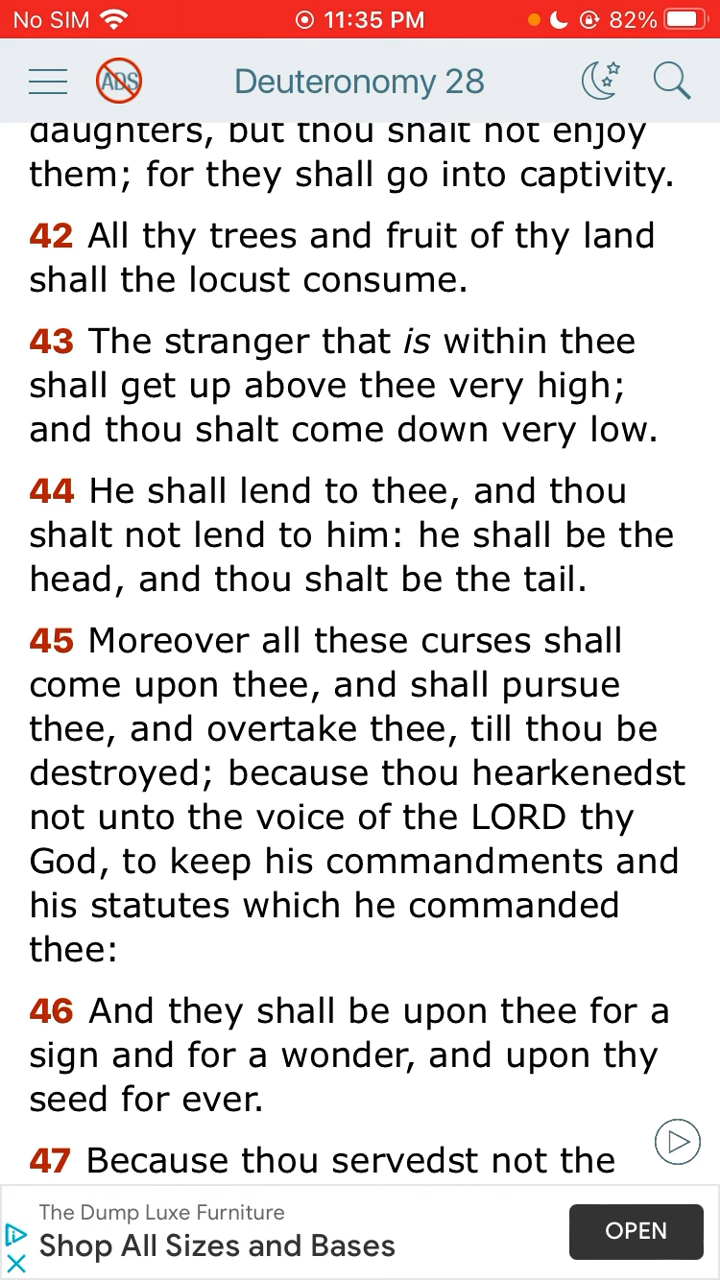 No SIM 11:35 PM 82%
ADS Deuteronomy 28
daughters, but thou shalt not enjoy
them; for they shall go into captivity.
42 All thy trees and fruit of thy land
shall the locust consume.
43 The stranger that is within thee
shall get up above thee very high;
and thou shalt come down very low.
44 He shall lend to thee, and thou
shalt not lend to him: he shall be the
head, and thou shalt be the tail.
45 Moreover all these curses shall
come upon thee, and shall pursue
thee, and overtake thee, till thou be
destroyed; because thou hearkenedst
not unto the voice of the LORD thy
God, to keep his commandments and
his statutes which he commanded
thee:
46 And they shall be upon thee for a
sign and for a wonder, and upon thy
seed for ever.
47 Because thou servedst not the
The Dump Luxe Furniture
Shop All Sizes and Bases
OPEN